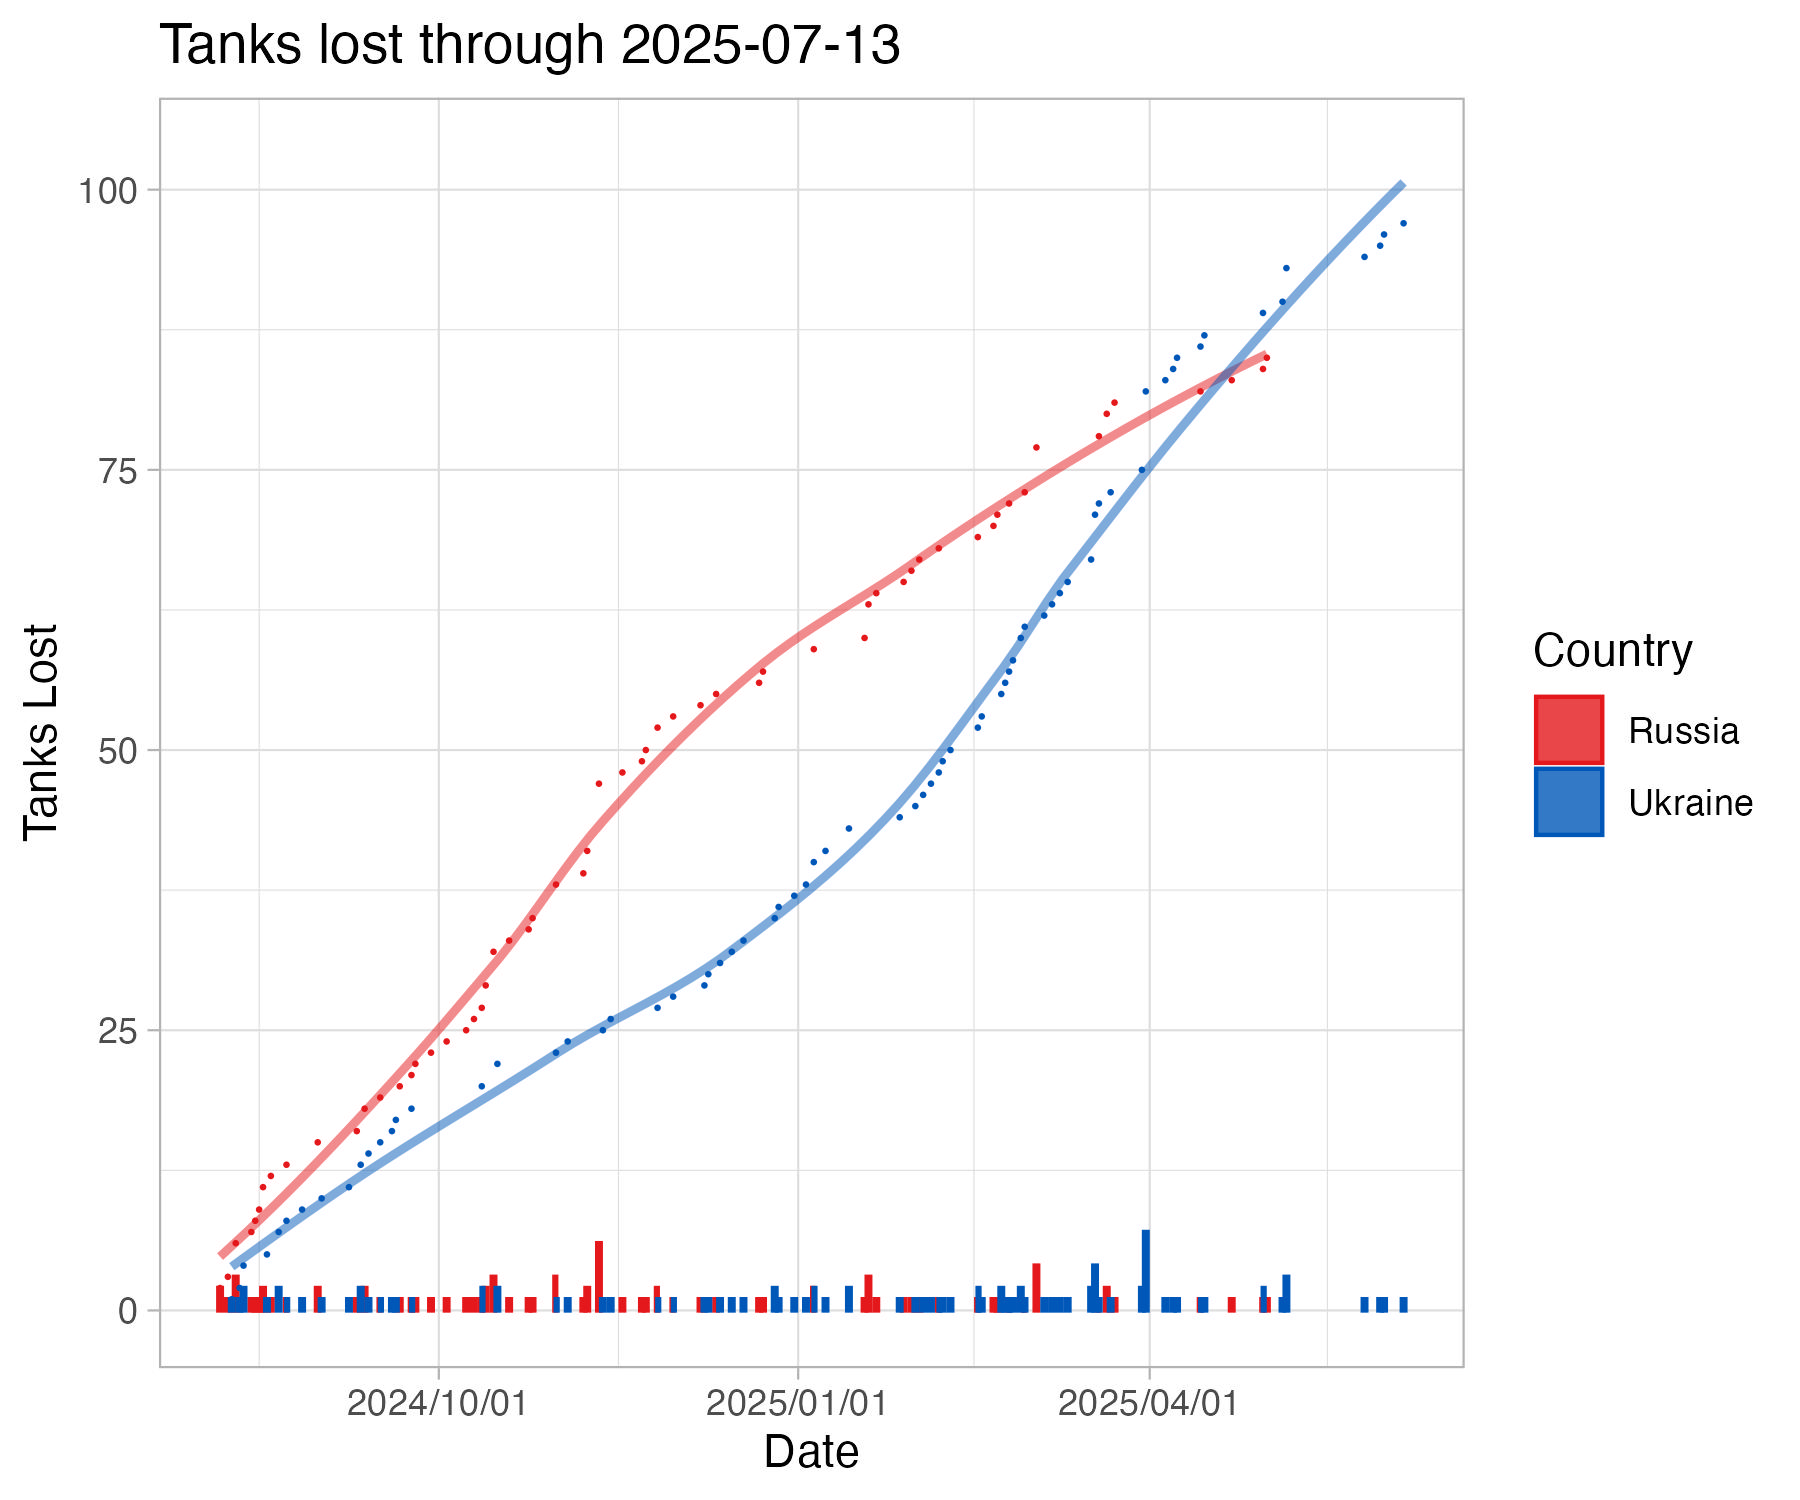 Tanks lost through 2025-07-13
Tanks Lost
100
75
50
25
0
2024/10/01
2025/01/01
2025/04/01
Date
Country
Russia
Ukraine